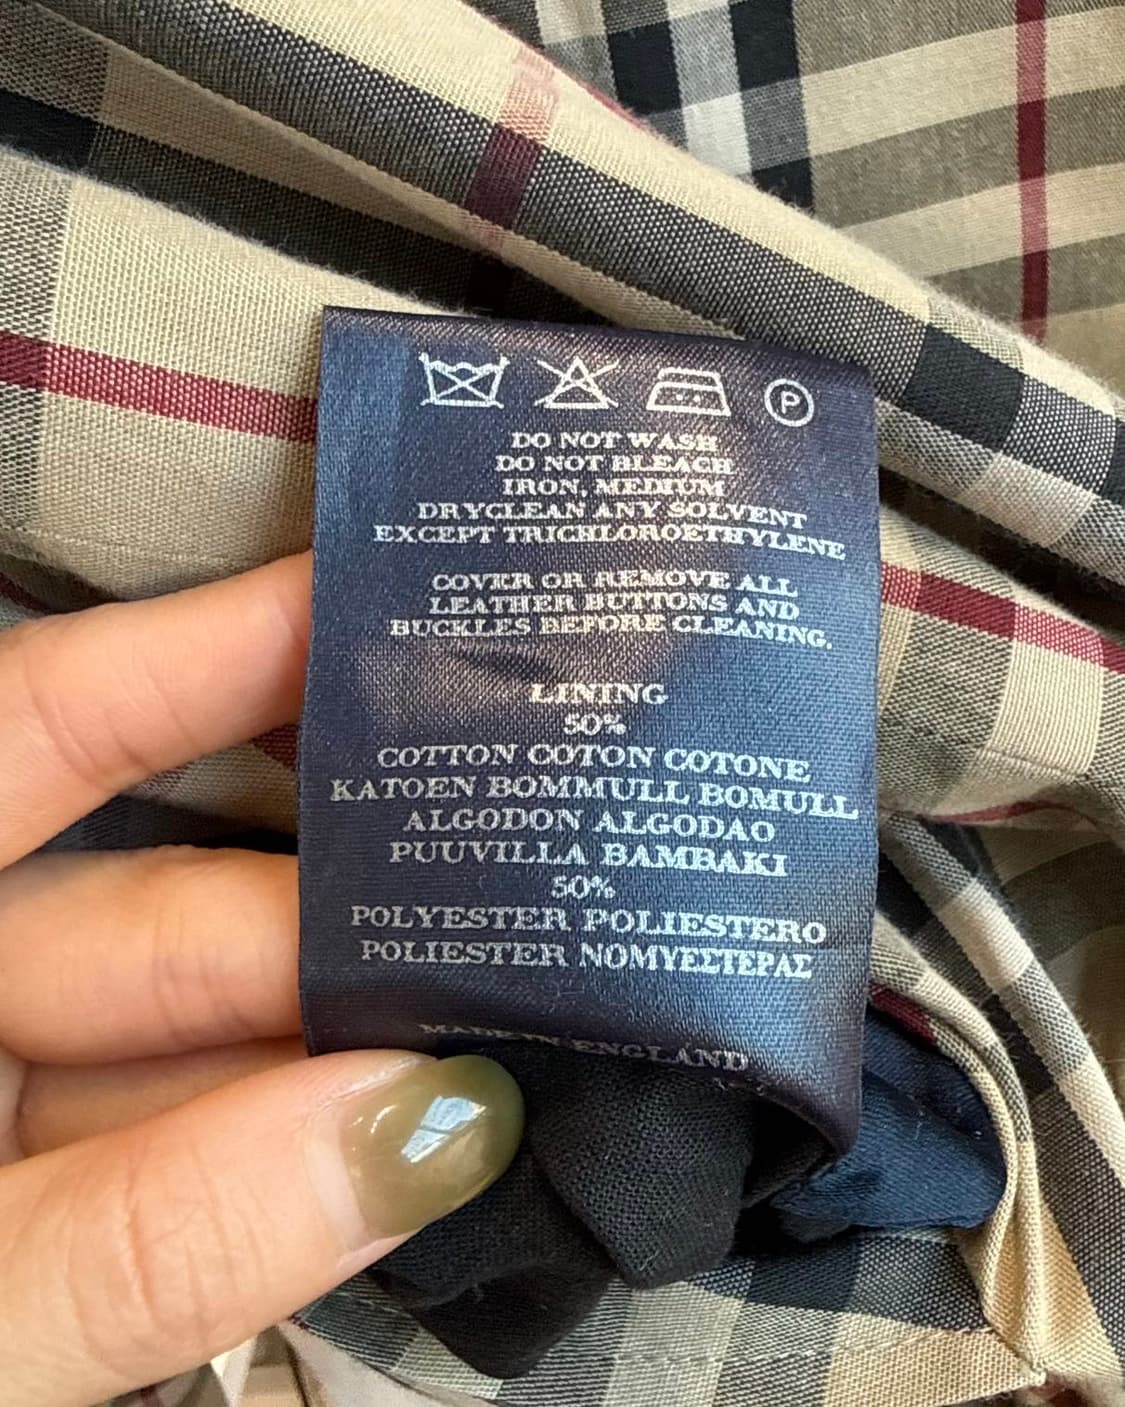 P
DO NOT WASH
DO NOT BLEACH
IRON, MEDIUM
DRYCLEAN ANY SOLVENT
EXCEPT TRICHLOROETHYLENE
COVER OR REMOVE ALL
LEATHER BUTTONS AND
BUCKLES BEFORE CLEANING.
LINING
50%
COTTON COTON COTONE
KATOEN BOMMULL BOMULL
ALGODON ALGODAO
PUUVILLA BAMBAKI
50%
POLYESTER POLIESTERO
POLIESTER ΝΟΜΥΕΣΤΕΡΑΣ
MADE IN ENGLAND